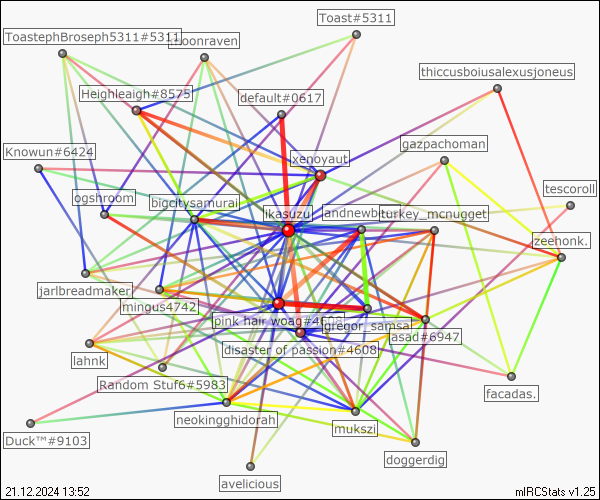 Toast#5311
ToastephBroseph5311#5311
moonraven
thiccusboiusalexusjoneus
Heighleaigh#8575
default#0617
gazpachoman
Knowun#6424
xenoyaut
tescoroll
ogshroom
bigcitysamurai
likasuzu
andnewb
turkey_mcnugget
zeehonk.
jarlbreadmaker
mingus4742
pink hair woag#4608
gregor_samsa
asad#6947
disaster of passion#4608
lahnk
Random Stuf6#5983
facadas.
neokingghidorah
mukszi
Duck™#9103
doggerdig
avelicious
21.12.2024 13:52
mIRCStats v1.25